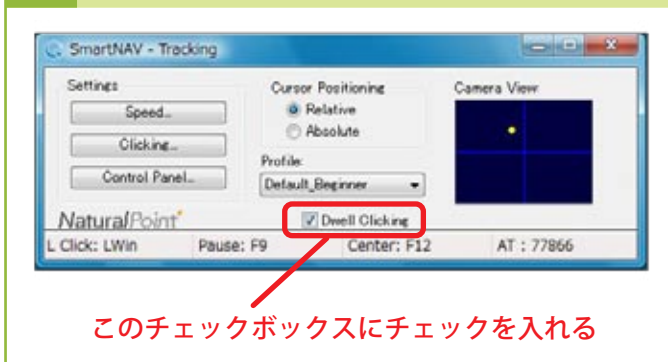 SmartNAV - Tracking
Settings
Cursor Positioning
Camera View
Speed...
Relative
Clicking...
Absolute
Control Panel...
Profile:
Default_Beginner
NaturalPoint
Dwell Clicking
L Click: LWin Pause: F9 Center: F12 AT : 77866
このチェックボックスにチェックを入れる